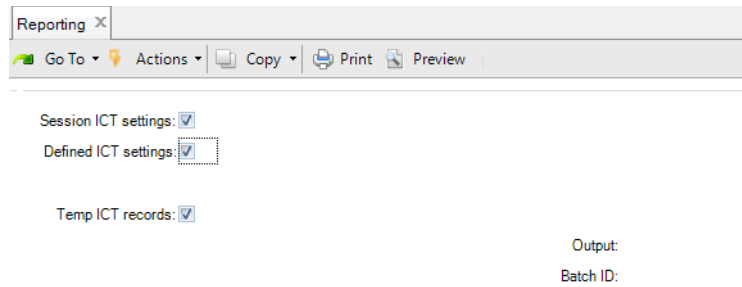 Reporting X
Go To Actions Copy Print Preview
Session ICT settings:
Defined ICT settings:
Temp ICT records:
Output:
Batch ID: